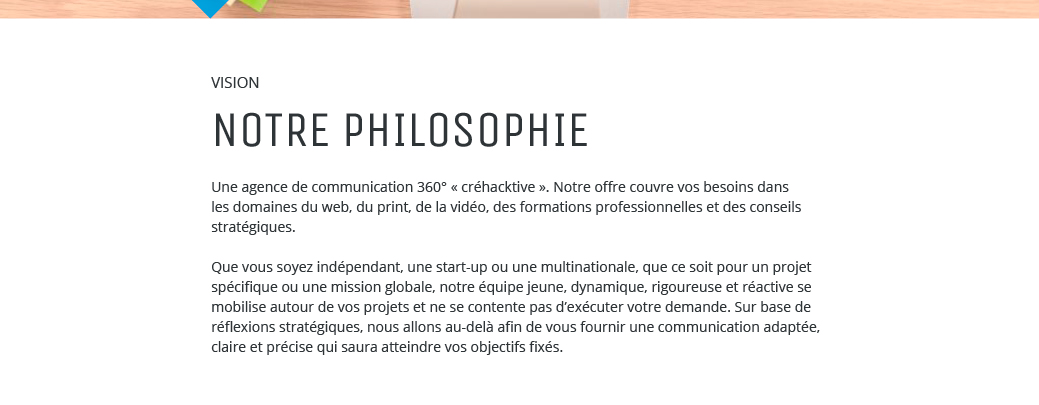 VISION
NOTRE PHILOSOPHIE
Une agence de communication 360° « créhacktive ». Notre offre couvre vos besoins dans
les domaines du web, du print, de la vidéo, des formations professionnelles et des conseils
stratégiques.
Que vous soyez indépendant, une start-up ou une multinationale, que ce soit pour un projet
spécifique ou une mission globale, notre équipe jeune, dynamique, rigoureuse et réactive se
mobilise autour de vos projets et ne se contente pas d’exécuter votre demande. Sur base de
réflexions stratégiques, nous allons au-delà afin de vous fournir une communication adaptée,
claire et précise qui saura atteindre vos objectifs fixés.